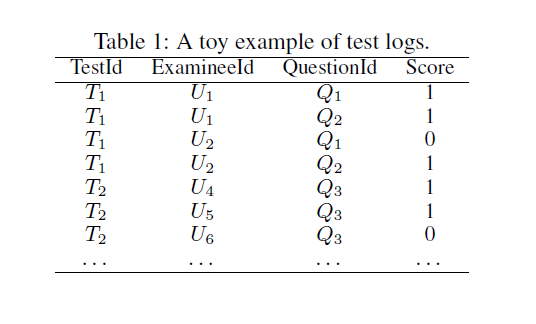 Table 1: A toy example of test logs.
TestId ExamineeId QuestionId Score
T1 U1 Q1 1
T1 U1 Q2 1
T1 U2 Q1 0
T1 U2 Q2 1
T2 U4 Q3 1
T2 U5 Q3 1
T2 U6 Q3 0
... ... ... ...